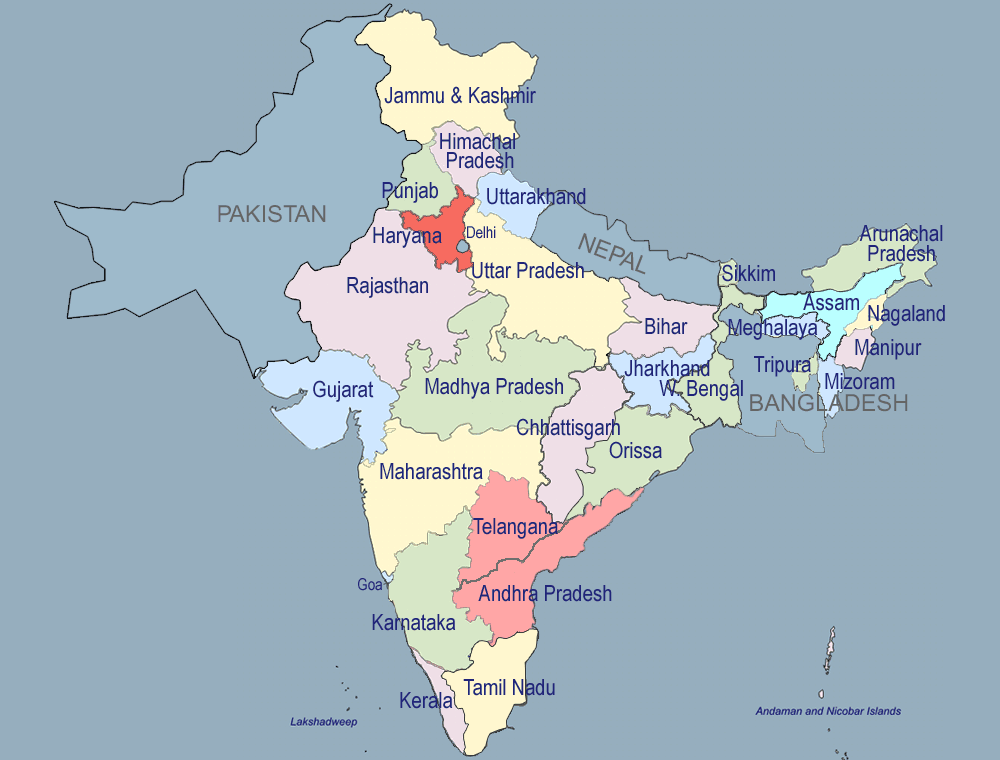 Jammu & Kashmir
Himachal
Pradesh
Punjab
Uttarakhand
PAKISTAN
Haryana
Delhi
NEPAL
Arunachal
Pradesh
Uttar Pradesh
Sikkim
Rajasthan
Assam
Nagaland
Bihar
Meghalaya
Manipur
Tripura
Jharkhand
Mizoram
Gujarat
Madhya Pradesh
W. Bengal
BANGLADESH
Chhattisgarh
Orissa
Maharashtra
Telangana
Goa
Andhra Pradesh
Karnataka
Tamil Nadu
Kerala
Andaman and Nicobar Islands
Lakshadweep